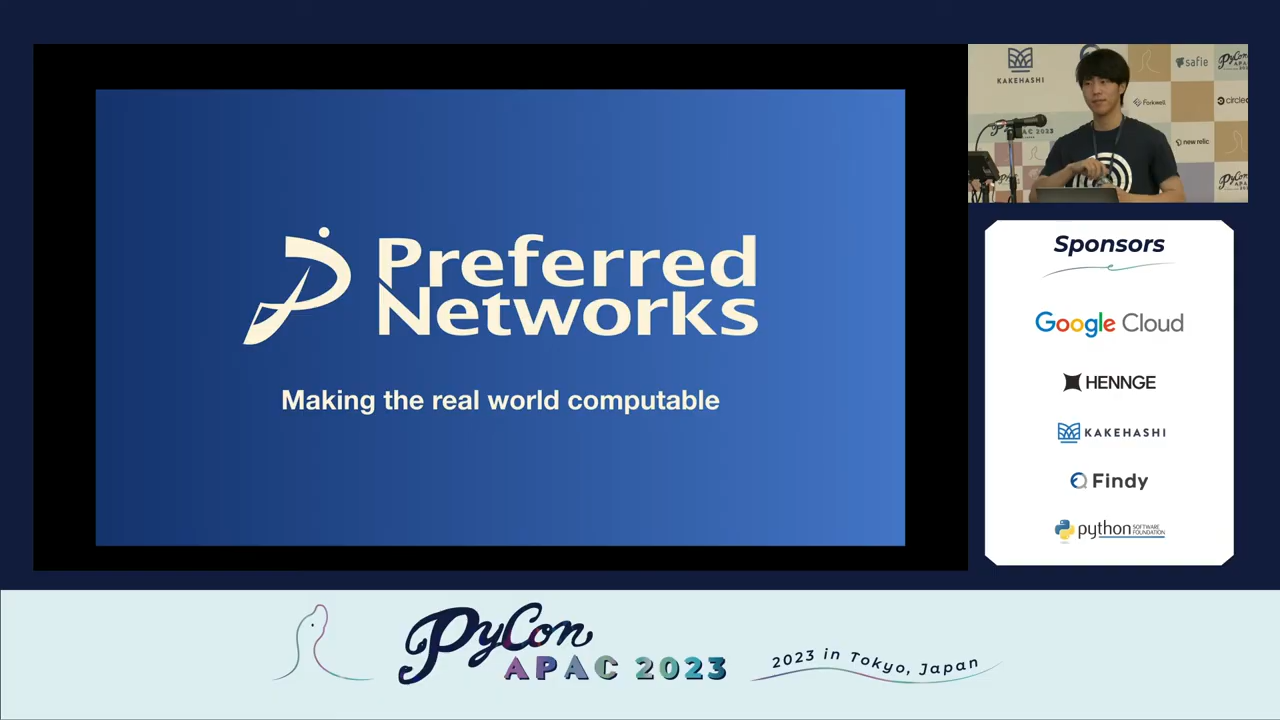 Preferred
Networks
Making the real world computable
KAKEHASHI
safie
Forkwell
new relic
APAC 2023
PyCon
Sponsors
Google Cloud
HENNGE
KAKEHASHI
Findy
python SOFTWARE FOUNDATION
PyCon
APAC 2023
2023 in Tokyo, Japan